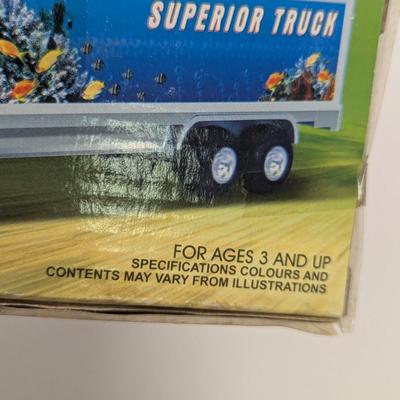 SUPERIOR TRUCK
FOR AGES 3 AND UP
SPECIFICATIONS COLOURS AND
CONTENTS MAY VARY FROM ILLUSTRATIONS